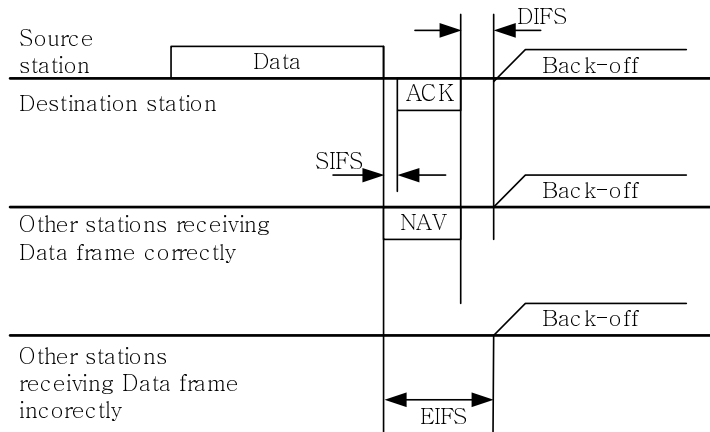 DIFS
Source
station
Data
Back-off
Destination station
ACK
SIFS
Back-off
Other stations receiving
Data frame correctly
NAV
Back-off
Other stations
receiving Data frame
incorectly
EIFS